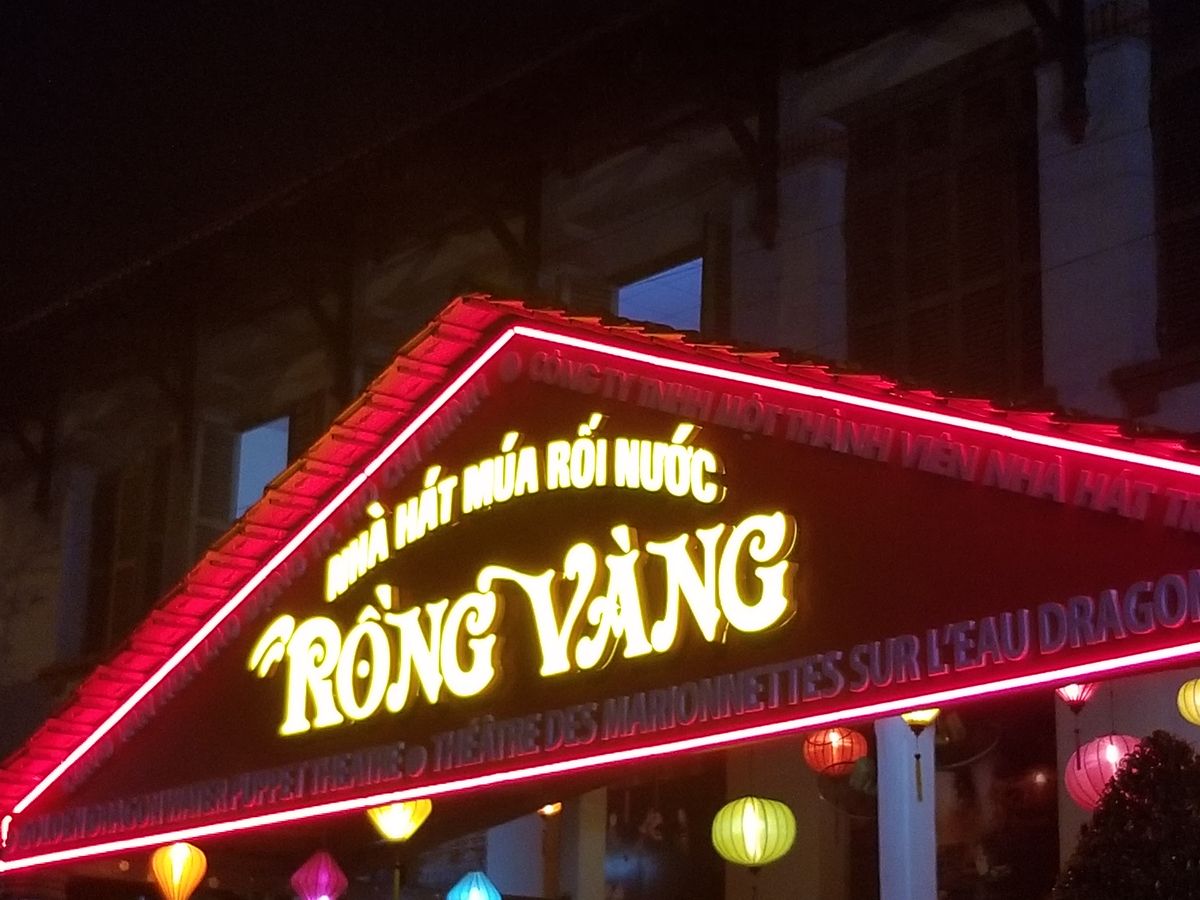 CÔNG TY TNHH MỘT THÀNH VIÊN NHÀ HÁT
NHÀ HÁT MÚA RỐI NƯỚC
RỒNG VÀNG
GOLDEN DRAGON WATER PUPPET THEATRE ● THÉÂTRE DES MARIONNETTES SUR L'EAU DRAGON